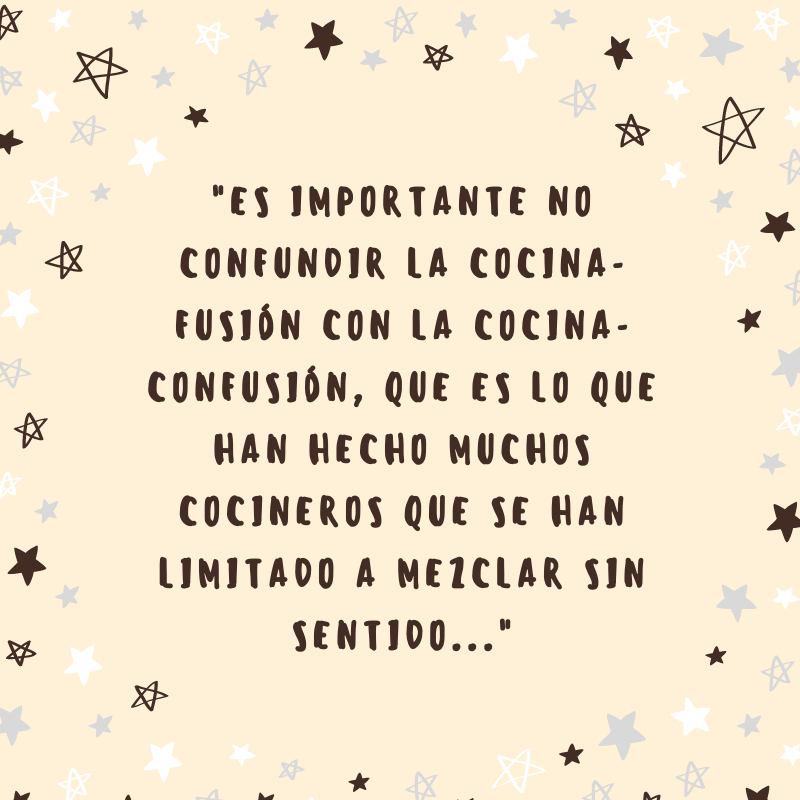 "ES IMPORTANTE NO
CONFUNDIR LA COCINA-
FUSIÓN CON LA COCINA-
CONFUSIÓN, QUE ES LO QUE
HAN HECHO MUCHOS
COCINEROS QUE SE HAN
LIMITADO A MEZCLAR SIN
SENTIDO..."